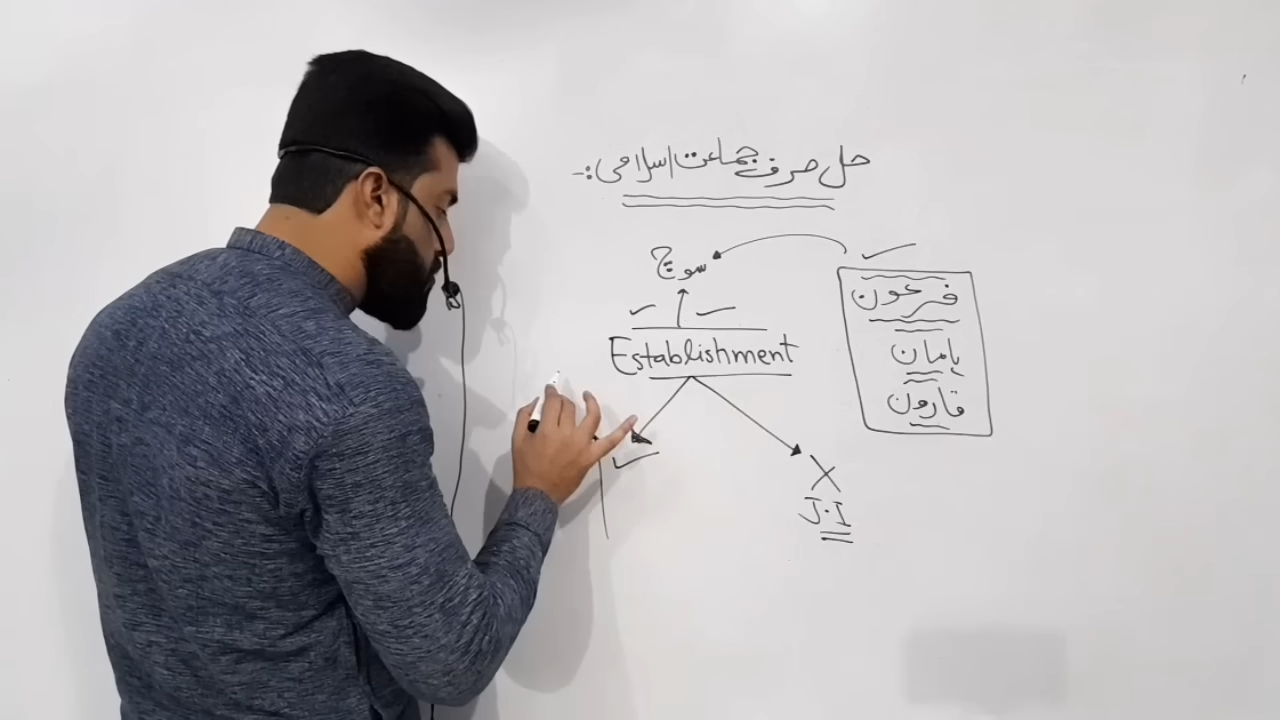 حل صرف جماعت اسلامی :-
سوچ
Establishment
فرعون
ہامان
قارون
J.I